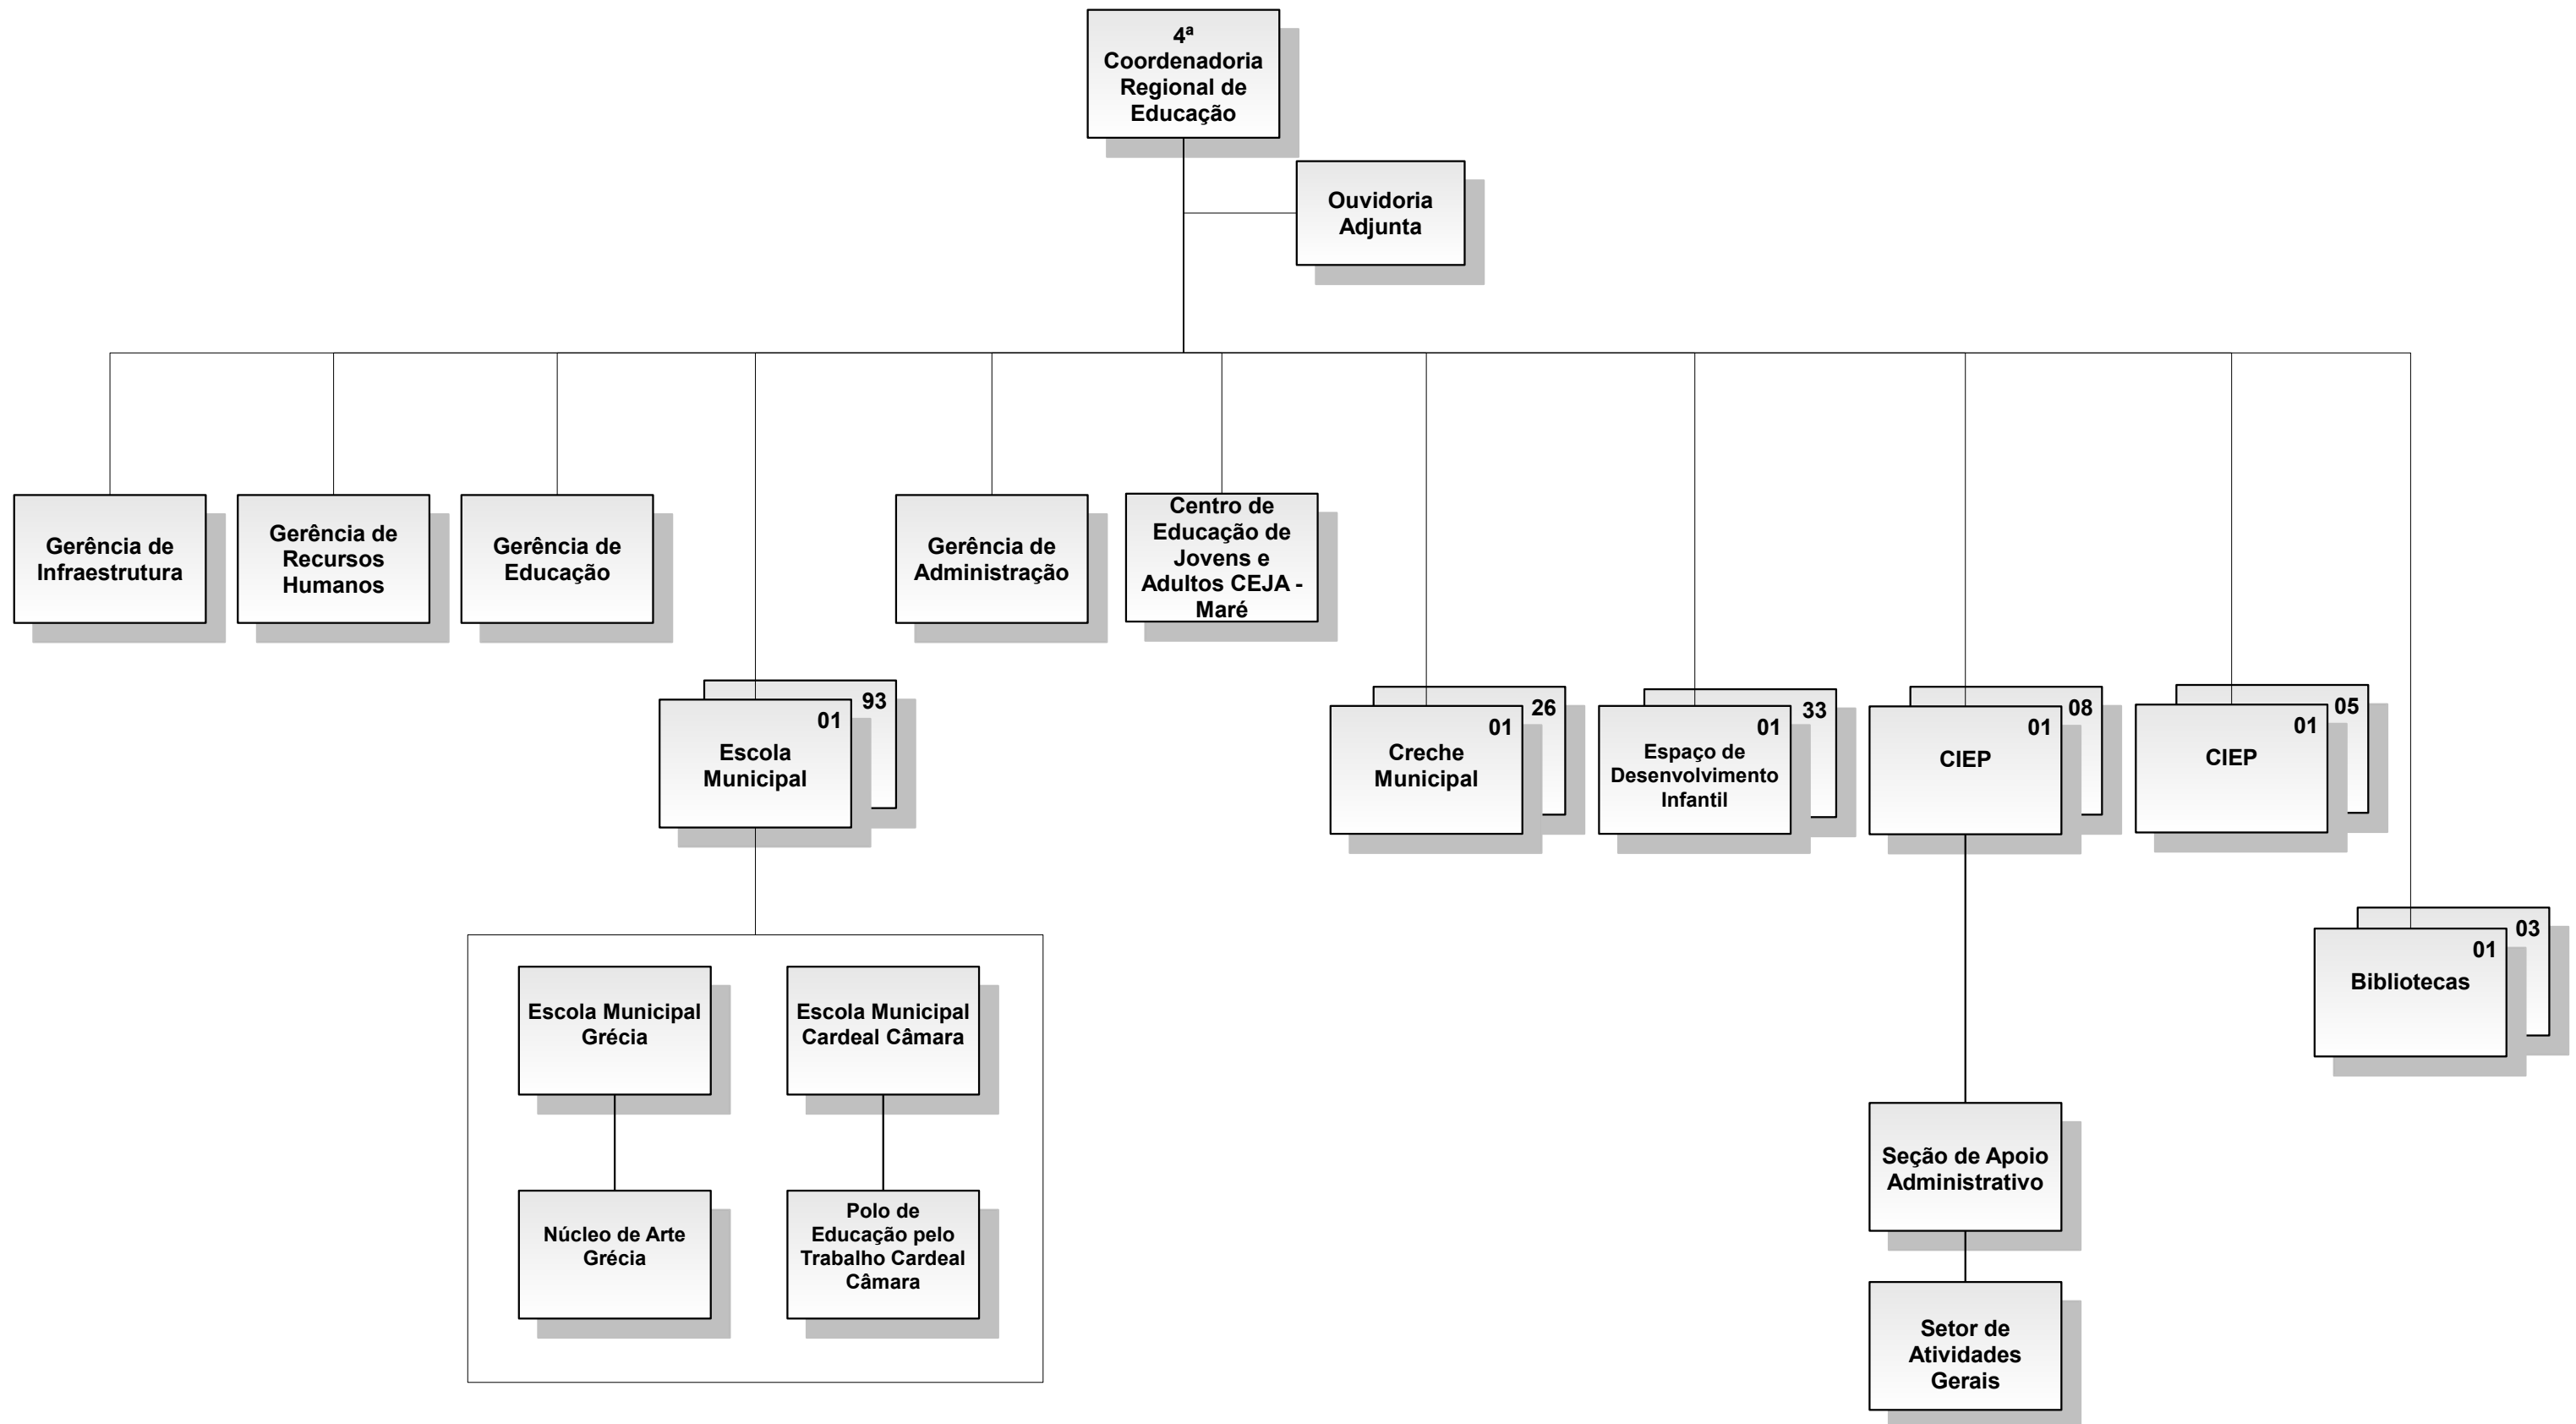 4ª
Coordenadoria
Regional de
Educação
Ouvidoria
Adjunta
Gerência de
Infraestrutura
Gerência de
Recursos
Humanos
Gerência de
Educação
Gerência de
Administração
Centro de
Educação de
Jovens e
Adultos CEJA -
Maré
93
01
Escola
Municipal
26
01
Creche
Municipal
33
01
Espaço de
Desenvolvimento
Infantil
08
01
CIEP
05
01
CIEP
03
01
Bibliotecas
Escola Municipal
Grécia
Escola Municipal
Cardeal Câmara
Núcleo de Arte
Grécia
Polo de
Educação pelo
Trabalho Cardeal
Câmara
Seção de Apoio
Administrativo
Setor de
Atividades
Gerais